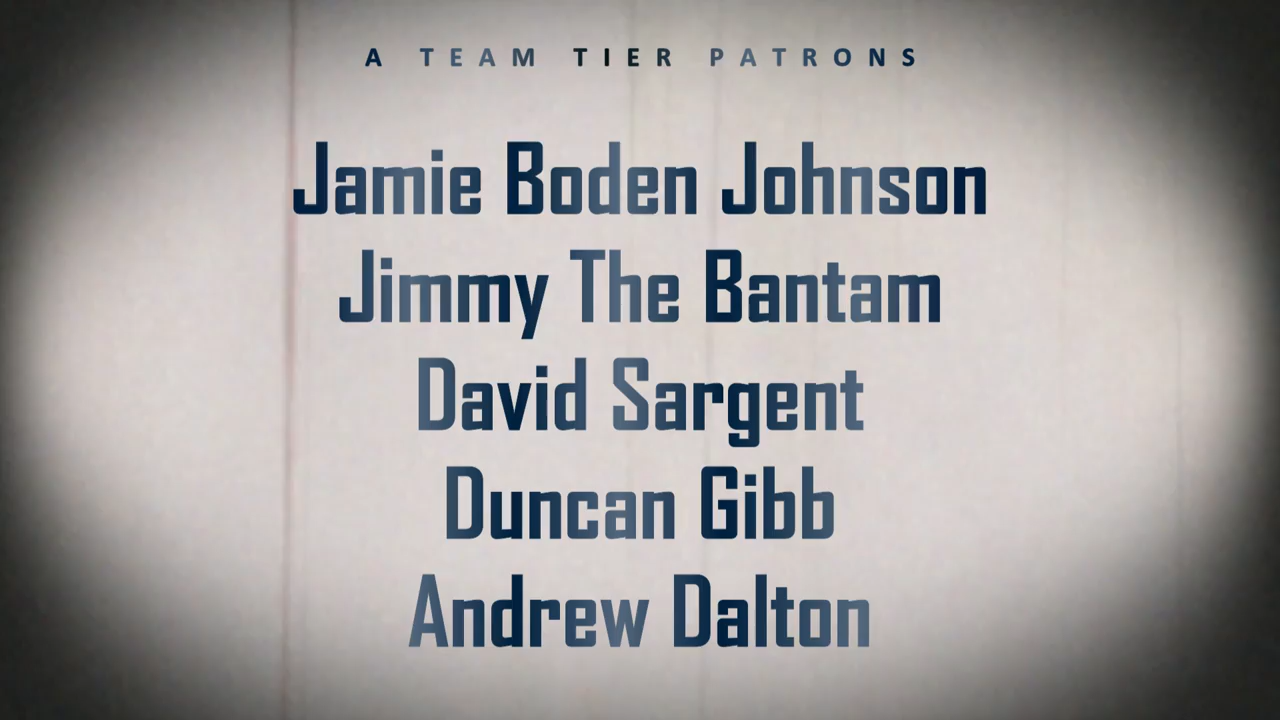 A TEAM TIER PATRONS
Jamie Boden Johnson
Jimmy The Bantam
David Sargent
Duncan Gibb
Andrew Dalton